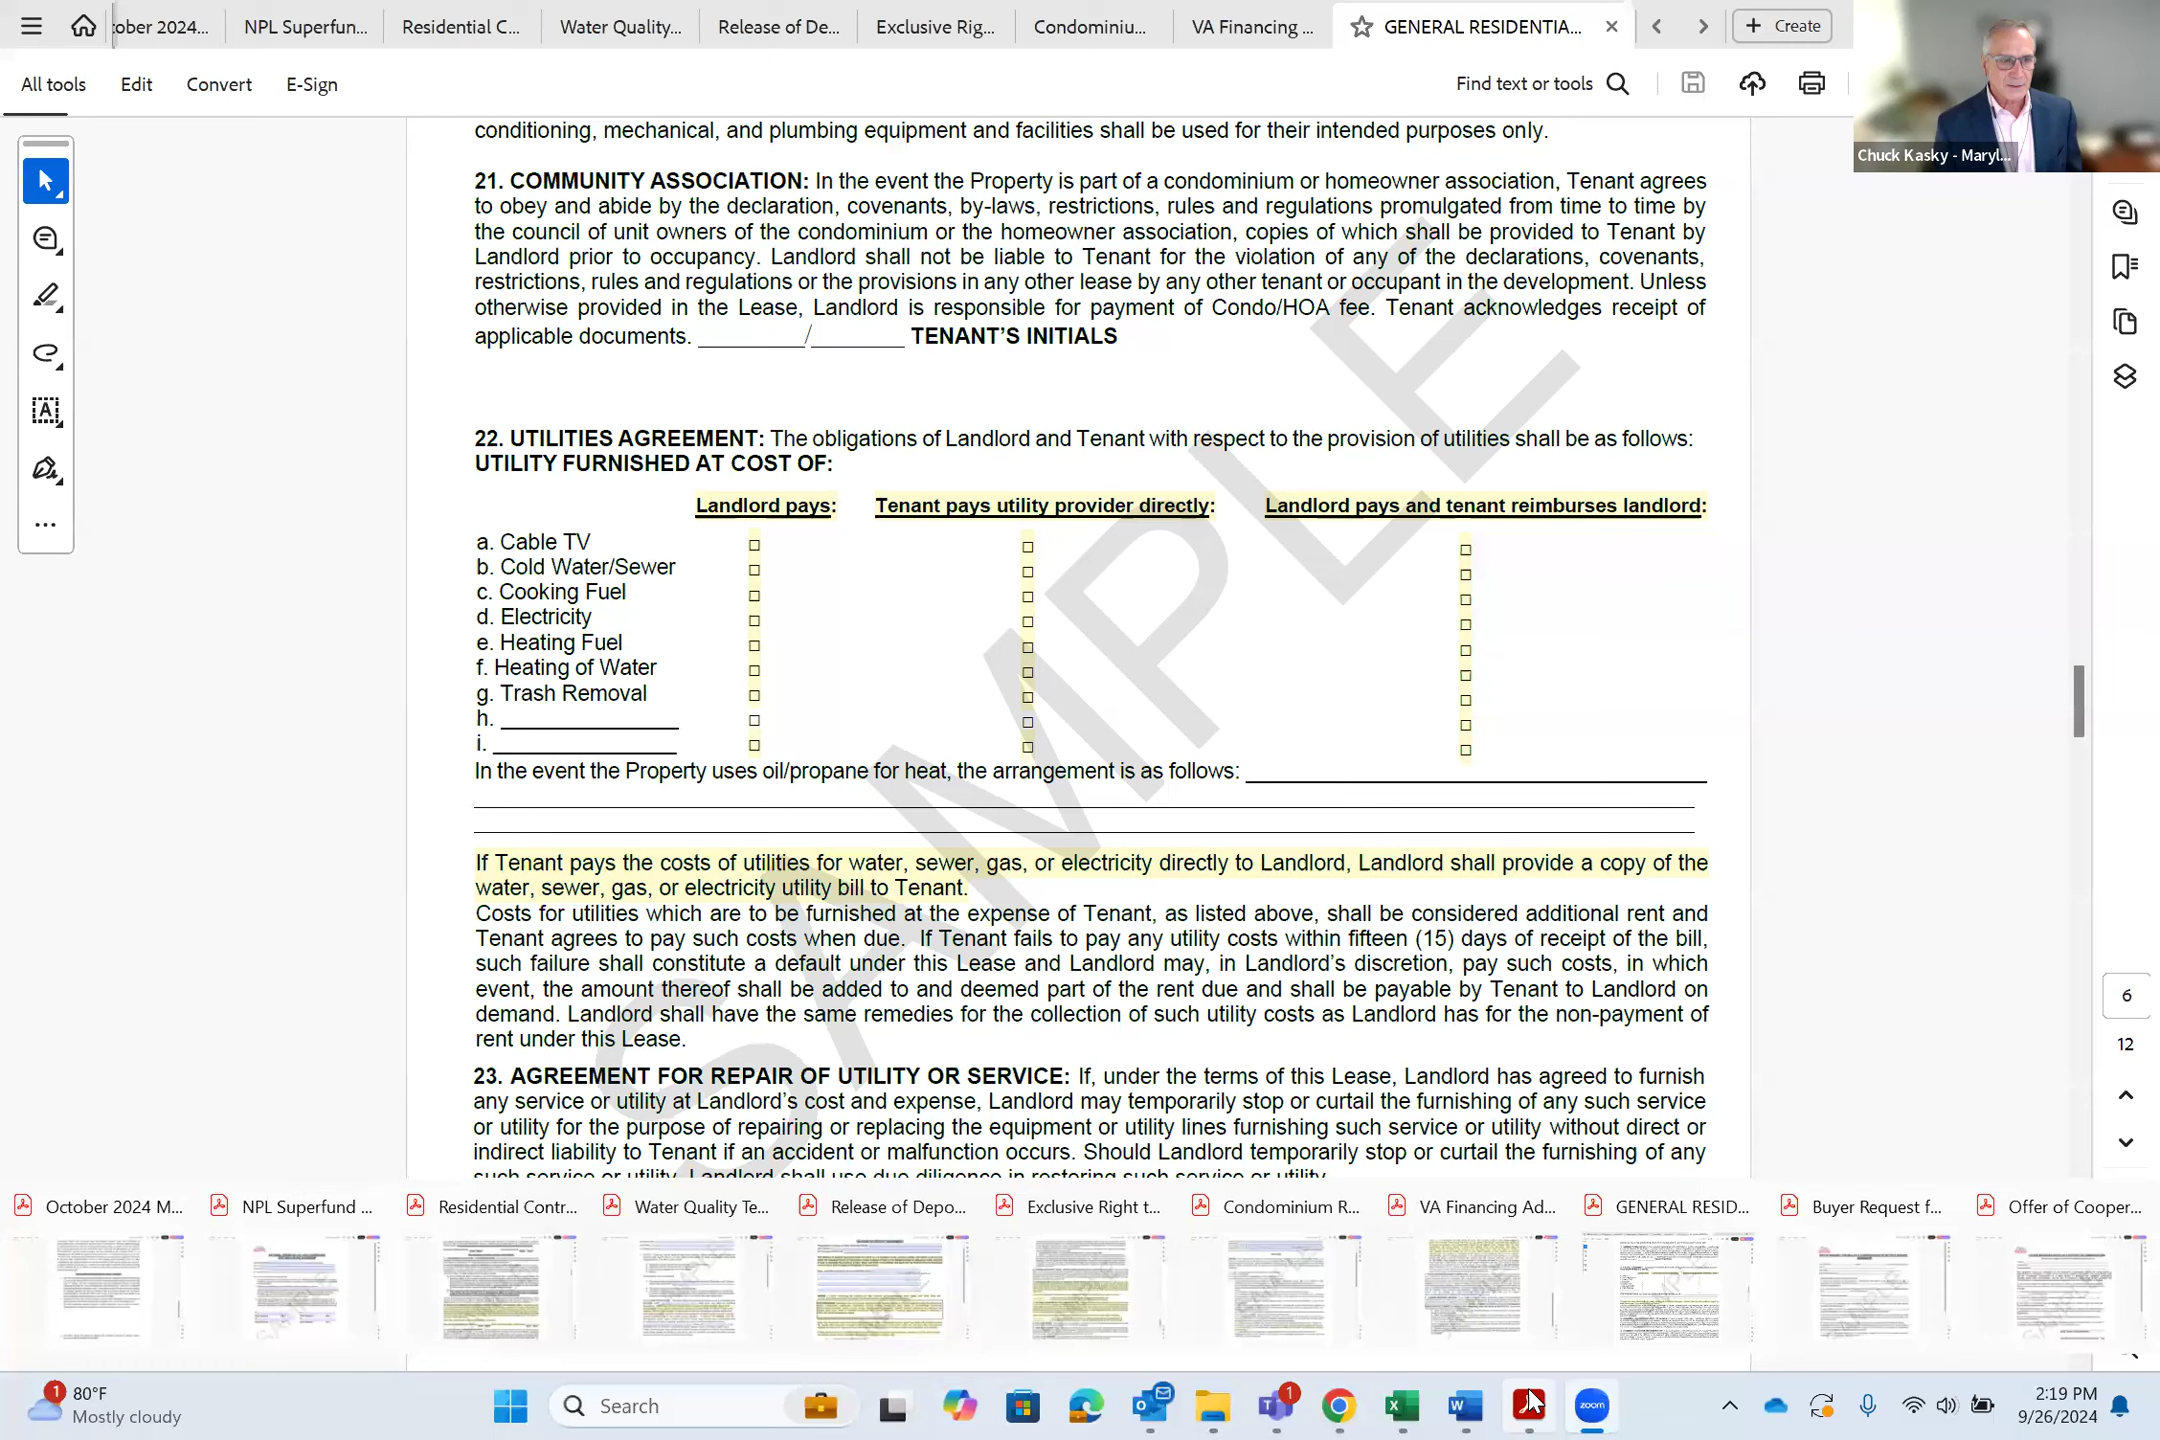 ober 2024...
NPL Superfun...
Residential C...
Water Quality...
Release of De...
Exclusive Rig...
Condominiu...
VA Financing ...
GENERAL RESIDENTIA...
Create
All tools
Edit
Convert
E-Sign
Find text or tools
Chuck Kasky - Maryl...
conditioning, mechanical, and plumbing equipment and facilities shall be used for their intended purposes only.
21. COMMUNITY ASSOCIATION: In the event the Property is part of a condominium or homeowner association, Tenant agrees
to obey and abide by the declaration, covenants, by-laws, restrictions, rules and regulations promulgated from time to time by
the council of unit owners of the condominium or the homeowner association, copies of which shall be provided to Tenant by
Landlord prior to occupancy. Landlord shall not be liable to Tenant for the violation of any of the declarations, covenants,
restrictions, rules and regulations or the provisions in any other lease by any other tenant or occupant in the development. Unless
otherwise provided in the Lease, Landlord is responsible for payment of Condo/HOA fee. Tenant acknowledges receipt of
applicable documents. _________/________ TENANT'S INITIALS
22. UTILITIES AGREEMENT: The obligations of Landlord and Tenant with respect to the provision of utilities shall be as follows:
UTILITY FURNISHED AT COST OF:
Landlord pays: Tenant pays utility provider directly: Landlord pays and tenant reimburses landlord:
a. Cable TV □ □ □
b. Cold Water/Sewer □ □ □
c. Cooking Fuel □ □ □
d. Electricity □ □ □
e. Heating Fuel □ □ □
f. Heating of Water □ □ □
g. Trash Removal □ □ □
h. _______________ □ □ □
i. _______________ □ □ □
In the event the Property uses oil/propane for heat, the arrangement is as follows: ______________________
If Tenant pays the costs of utilities for water, sewer, gas, or electricity directly to Landlord, Landlord shall provide a copy of the
water, sewer, gas, or electricity utility bill to Tenant.
Costs for utilities which are to be furnished at the expense of Tenant, as listed above, shall be considered additional rent and
Tenant agrees to pay such costs when due. If Tenant fails to pay any utility costs within fifteen (15) days of receipt of the bill,
such failure shall constitute a default under this Lease and Landlord may, in Landlord's discretion, pay such costs, in which
event, the amount thereof shall be added to and deemed part of the rent due and shall be payable by Tenant to Landlord on
demand. Landlord shall have the same remedies for the collection of such utility costs as Landlord has for the non-payment of
rent under this Lease.
23. AGREEMENT FOR REPAIR OF UTILITY OR SERVICE: If, under the terms of this Lease, Landlord has agreed to furnish
any service or utility at Landlord's cost and expense, Landlord may temporarily stop or curtail the furnishing of any such service
or utility for the purpose of repairing or replacing the equipment or utility lines furnishing such service or utility without direct or
indirect liability to Tenant if an accident or malfunction occurs. Should Landlord temporarily stop or curtail the furnishing of any
such service or utility, Landlord shall use due diligence in restoring such service or utility.
SAMPLE
6
12
October 2024 M...
NPL Superfund ...
Residential Contr...
Water Quality Te...
Release of Depo...
Exclusive Right t...
Condominium R...
VA Financing Ad...
GENERAL RESID...
Buyer Request f...
Offer of Cooper...
1
80°F
Mostly cloudy
Search
1
zoom
2:19 PM
9/26/2024